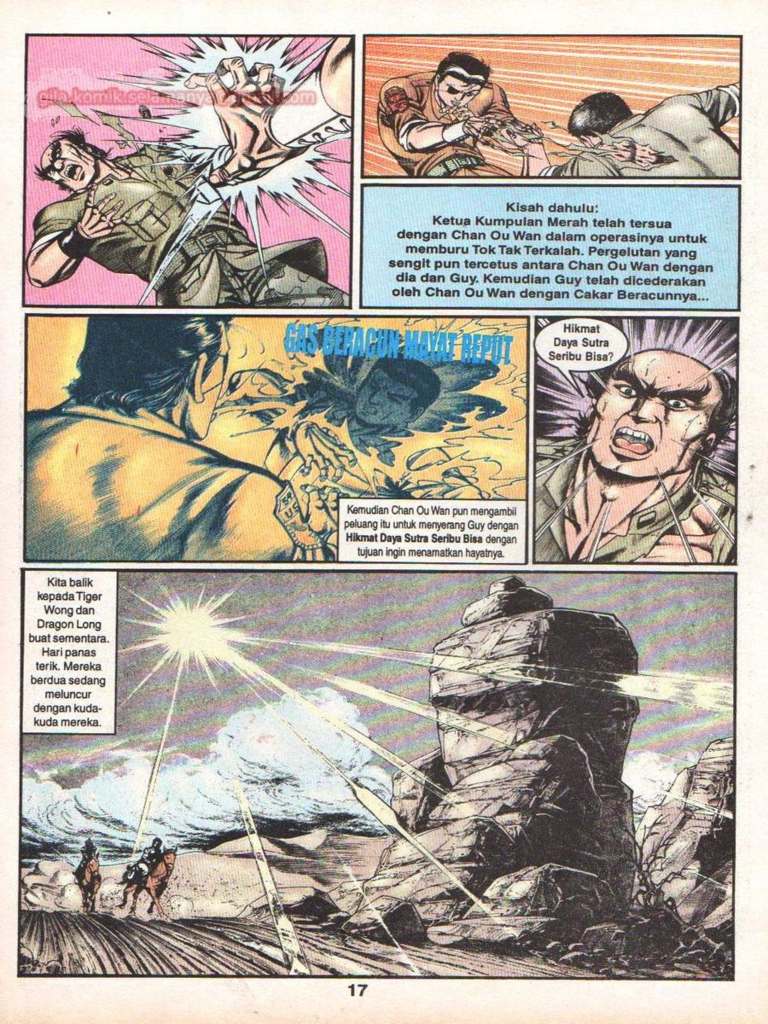 gila.komik.selamanya
Kisah dahulu:
Ketua Kumpulan Merah telah tersua
dengan Chan Ou Wan dalam operasinya untuk
memburu Tok Tak Terkalah. Pergelutan yang
sengit pun tercetus antara Chan Ou Wan dengan
dia dan Guy. Kemudian Guy telah dicederakan
oleh Chan Ou Wan dengan Cakar Beracunnya...
GAS BERACUN MAYAT REPUT
Kemudian Chan Ou Wan pun mengambil
peluang itu untuk menyerang Guy dengan
Hikmat Daya Sutra Seribu Bisa dengan
tujuan ingin menamatkan hayatnya.
Hikmat
Daya Sutra
Seribu Bisa?
Kita balik
kepada Tiger
Wong dan
Dragon Long
buat sementara.
Hari panas
terik. Mereka
berdua sedang
meluncur
dengan kuda-
kuda mereka.
17